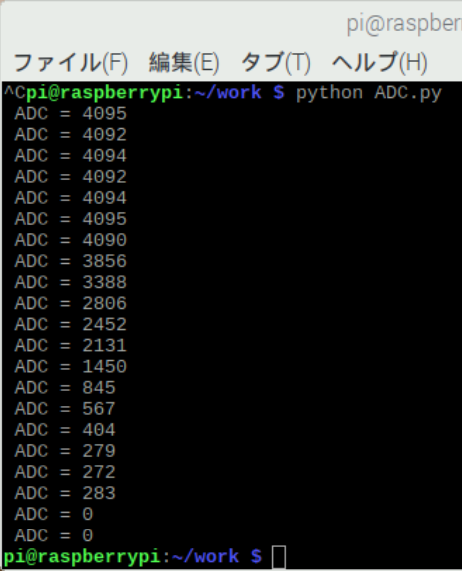 pi@raspberr
ファイル(F) 編集(E) タブ(T) ヘルプ(H)
^Cpi@raspberrypi:~/work $ python ADC.py
ADC = 4095
ADC = 4092
ADC = 4094
ADC = 4092
ADC = 4094
ADC = 4095
ADC = 4090
ADC = 3856
ADC = 3388
ADC = 2806
ADC = 2452
ADC = 2131
ADC = 1450
ADC = 845
ADC = 567
ADC = 404
ADC = 279
ADC = 272
ADC = 283
ADC = 0
ADC = 0
pi@raspberrypi:~/work $